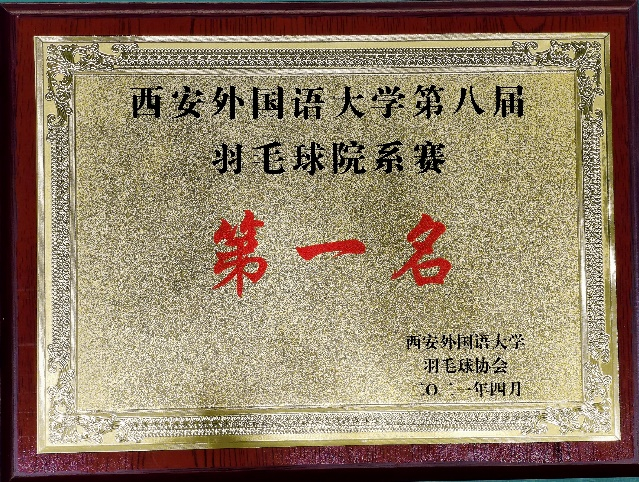 西安外国语大学第八届
羽毛球院系赛
第一名
西安外国语大学
羽毛球协会
二〇二一年四月